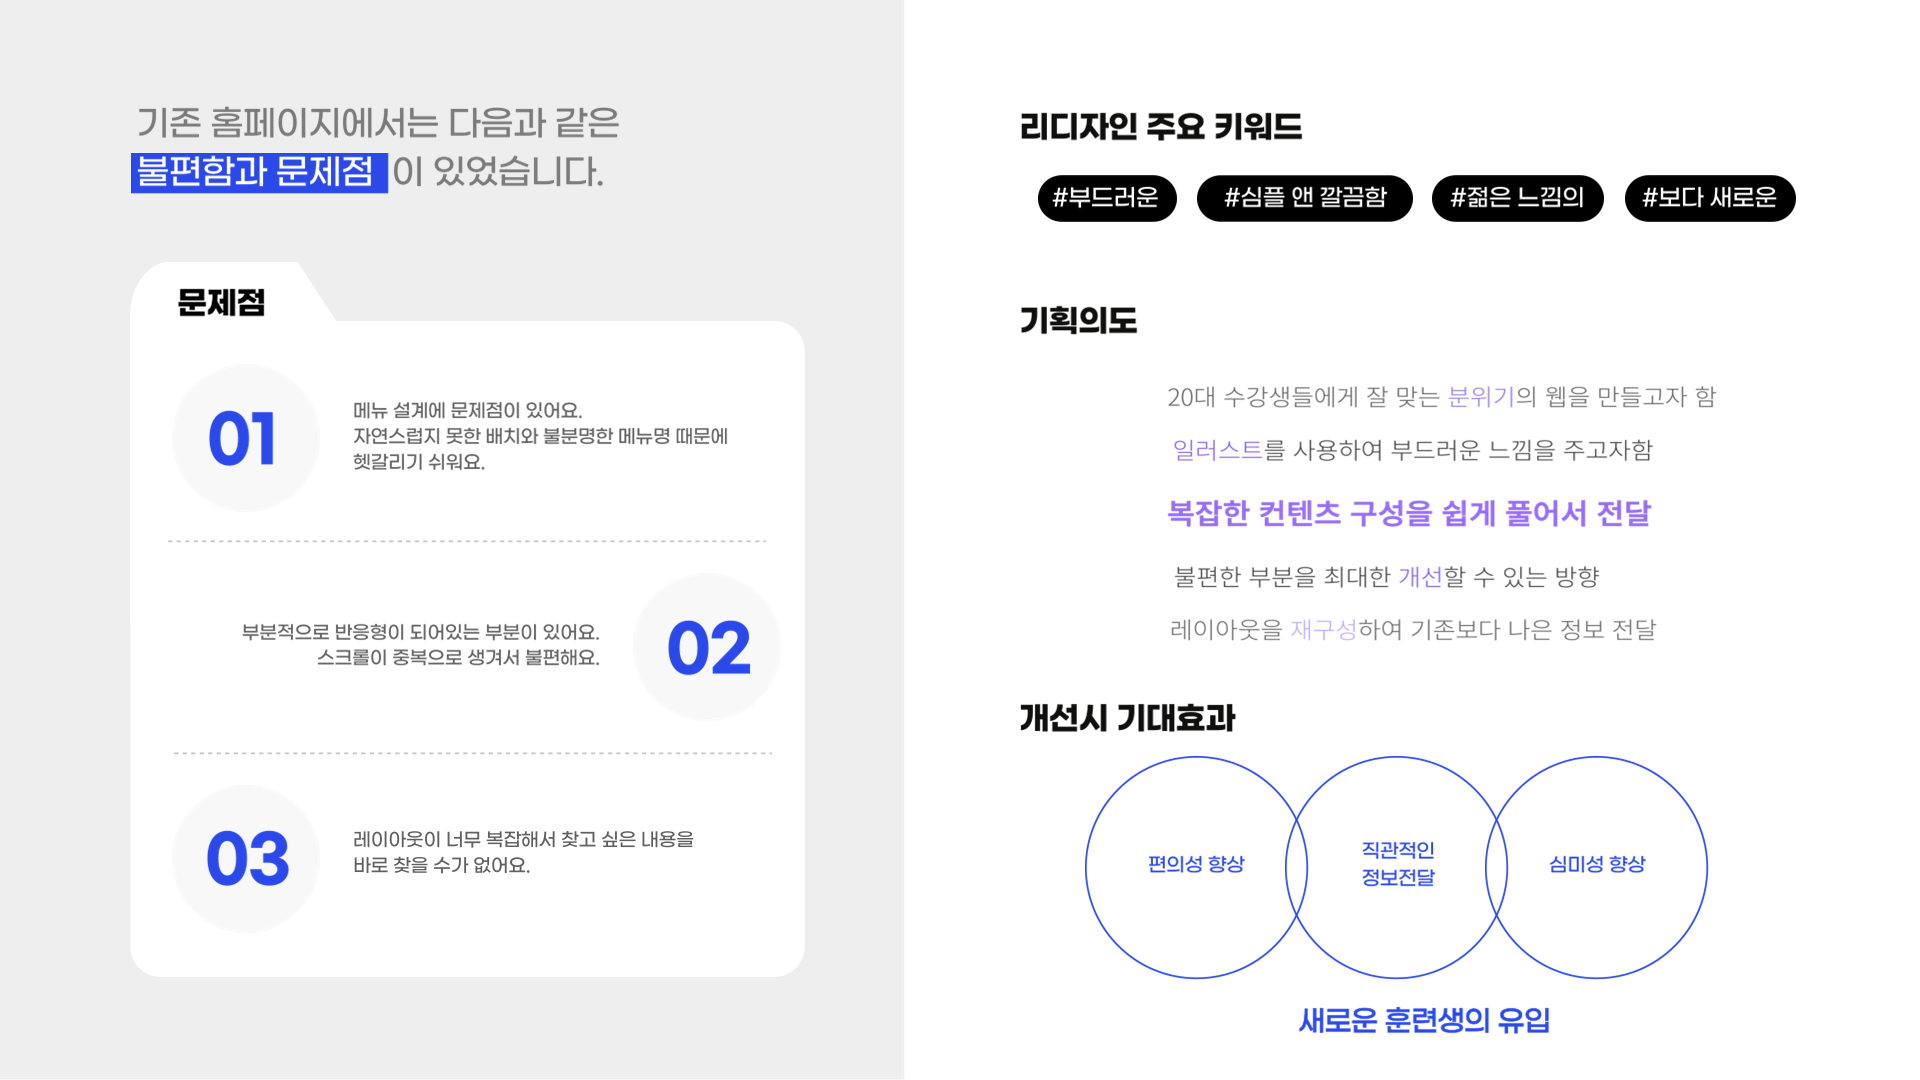 기존 홈페이지에서는 다음과 같은
불편함과 문제점이 있었습니다.
문제점
01
메뉴 설계에 문제점이 있어요.
자연스럽지 못한 배치와 불분명한 메뉴명 때문에
헷갈리기 쉬워요.
부분적으로 반응형이 되어있는 부분이 있어요.
스크롤이 중복으로 생겨서 불편해요.
02
03
레이아웃이 너무 복잡해서 찾고 싶은 내용을
바로 찾을 수가 없어요.
리디자인 주요 키워드
#부드러운 #심플 앤 깔끔함 #젊은 느낌의 #보다 새로운
기획의도
20대 수강생들에게 잘 맞는 분위기의 웹을 만들고자 함
일러스트를 사용하여 부드러운 느낌을 주고자함
복잡한 컨텐츠 구성을 쉽게 풀어서 전달
불편한 부분을 최대한 개선할 수 있는 방향
레이아웃을 재구성하여 기존보다 나은 정보 전달
개선시 기대효과
편의성 향상
직관적인
정보전달
심미성 향상
새로운 훈련생의 유입